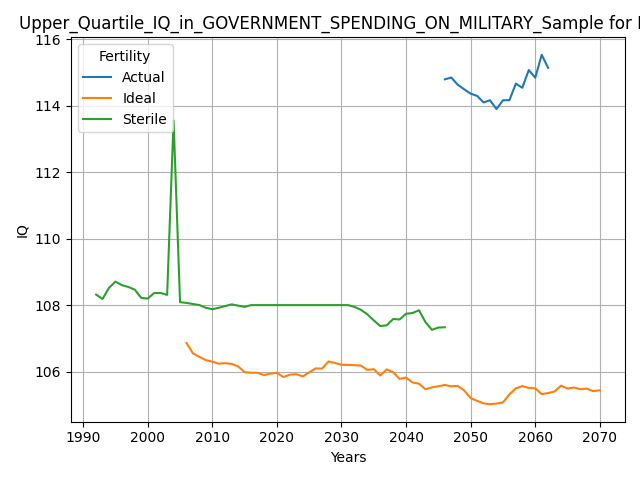 Upper_Quartile_IQ_in_GOVERNMENT_SPENDING_ON_MILITARY_Sample for
116
114
112
110
108
106
IQ
Fertility
Actual
Ideal
Sterile
1990 2000 2010 2020 2030 2040 2050 2060 2070
Years